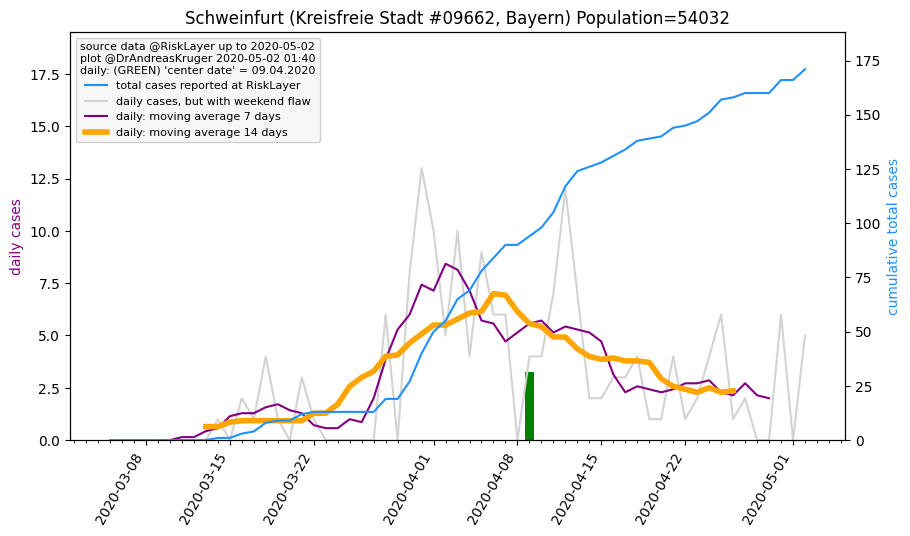 Schweinfurt (Kreisfreie Stadt #09662, Bayern) Population=54032
source data @RiskLayer up to 2020-05-02
plot @DrAndreasKruger 2020-05-02 01:40
daily: (GREEN) 'center date' = 09.04.2020
total cases reported at RiskLayer
daily cases, but with weekend flaw
daily: moving average 7 days
daily: moving average 14 days
daily cases
17.5
15.0
12.5
10.0
7.5
5.0
2.5
0.0
cumulative total cases
175
150
125
100
75
50
25
0
2020-03-08
2020-03-15
2020-03-22
2020-04-01
2020-04-08
2020-04-15
2020-04-22
2020-05-01